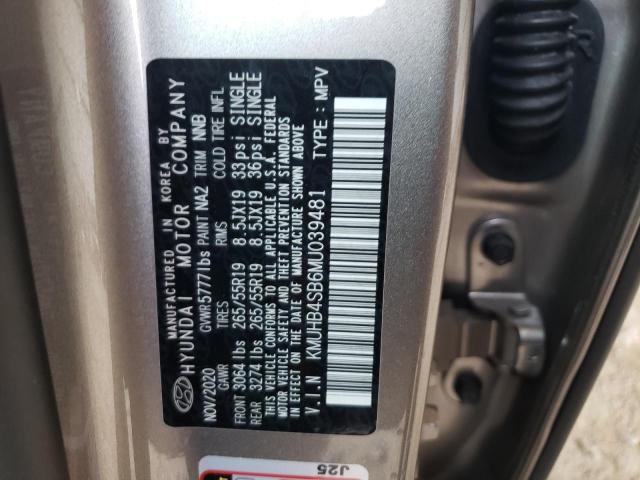 MANUFACTURED IN KOREA BY
HYUNDAI MOTOR COMPANY
NOV/2020 GVWR 5777lbs PAINT NA2 TRIM NNB
GAWR TIRES RIMS COLD TIRE INFL
FRONT 3064lbs 265/55R19 8.5JX19 33psi SINGLE
REAR 3274lbs 265/55R19 8.5JX19 36psi SINGLE
THIS VEHICLE CONFORMS TO ALL APPLICABLE U.S.A. FEDERAL
MOTOR VEHICLE SAFETY AND THEFT PREVENTION STANDARDS
IN EFFECT ON THE DATE OF MANUFACTURE SHOWN ABOVE
VIN KMUHB4SB6MU039481 TYPE : MPV
J25